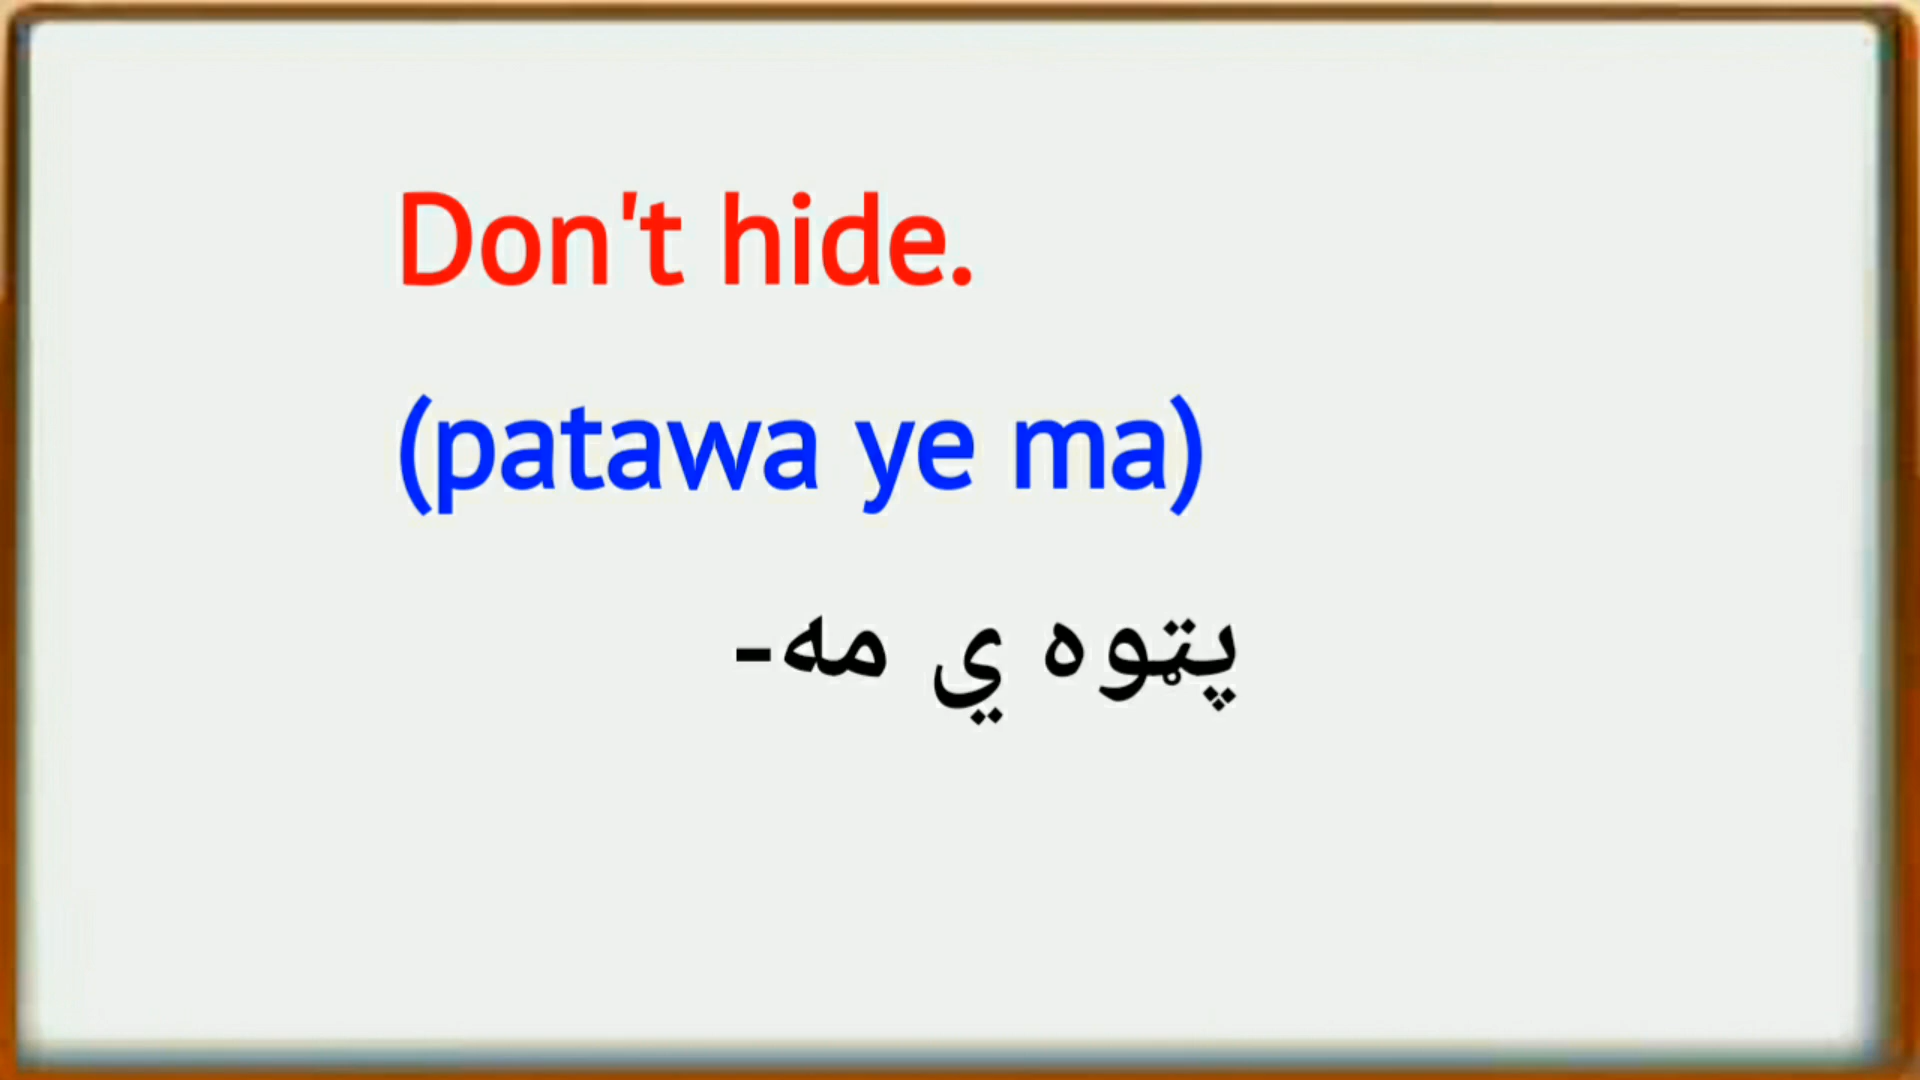 Don't hide.
(patawa ye ma)
پټوه ي مه-